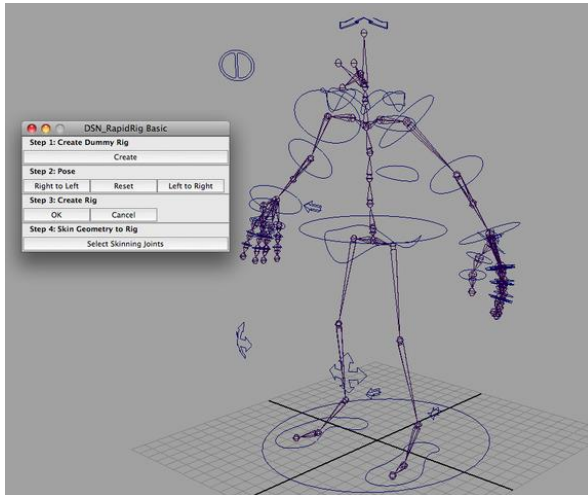 DSN_RapidRig Basic
Step 1: Create Dummy Rig
Create
Step 2: Pose
Right to Left Reset Left to Right
Step 3: Create Rig
OK Cancel
Step 4: Skin Geometry to Rig
Select Skinning Joints